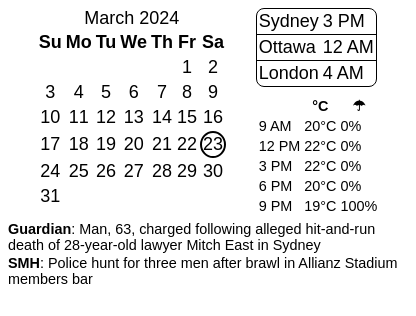 March 2024
Su Mo Tu We Th Fr Sa
1 2
3 4 5 6 7 8 9
10 11 12 13 14 15 16
17 18 19 20 21 22 23
24 25 26 27 28 29 30
31
Sydney 3 PM
Ottawa 12 AM
London 4 AM
°C ☂
9 AM 20°C 0%
12 PM 22°C 0%
3 PM 22°C 0%
6 PM 20°C 0%
9 PM 19°C 100%
Guardian: Man, 63, charged following alleged hit-and-run
death of 28-year-old lawyer Mitch East in Sydney
SMH: Police hunt for three men after brawl in Allianz Stadium
members bar